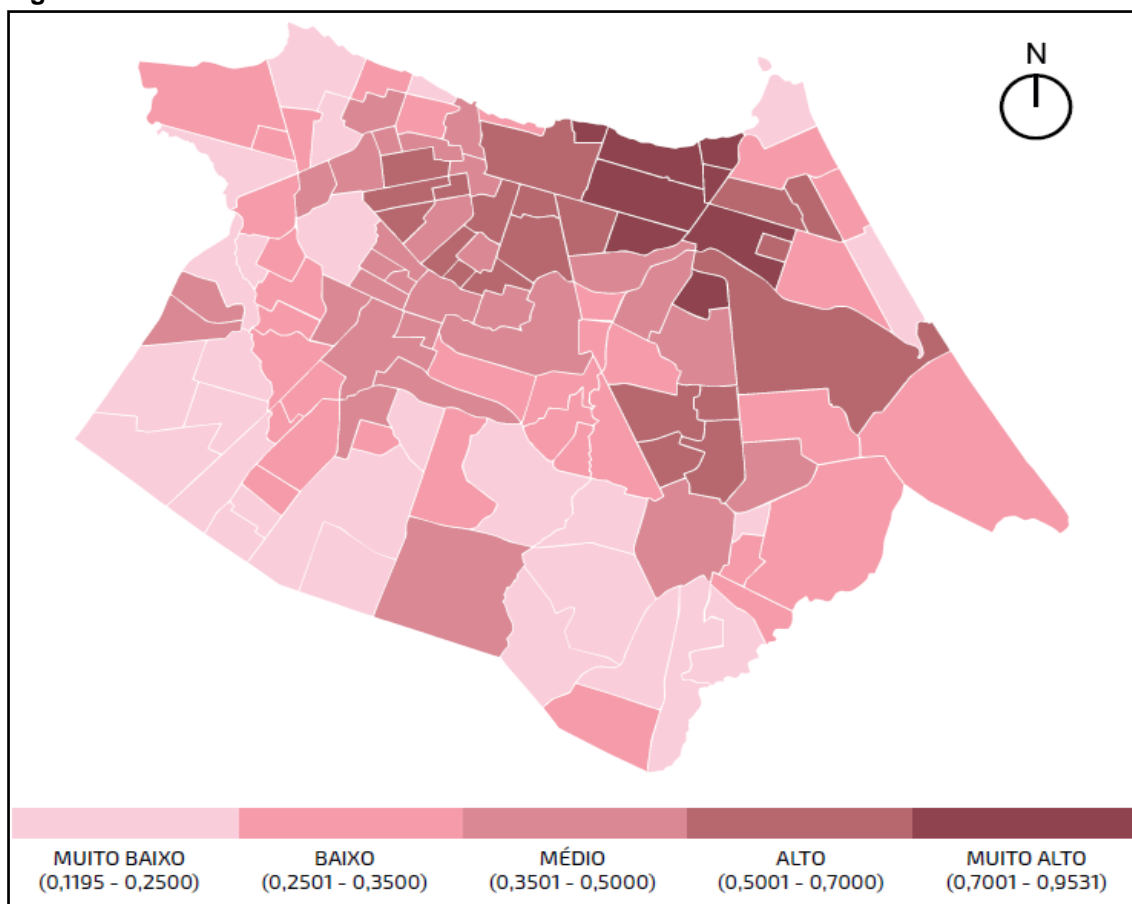 N
MUITO BAIXO
(0,1195 - 0,2500)
BAIXO
(0,2501 - 0,3500)
MÉDIO
(0,3501 - 0,5000)
ALTO
(0,5001 - 0,7000)
MUITO ALTO
(0,7001 - 0,9531)